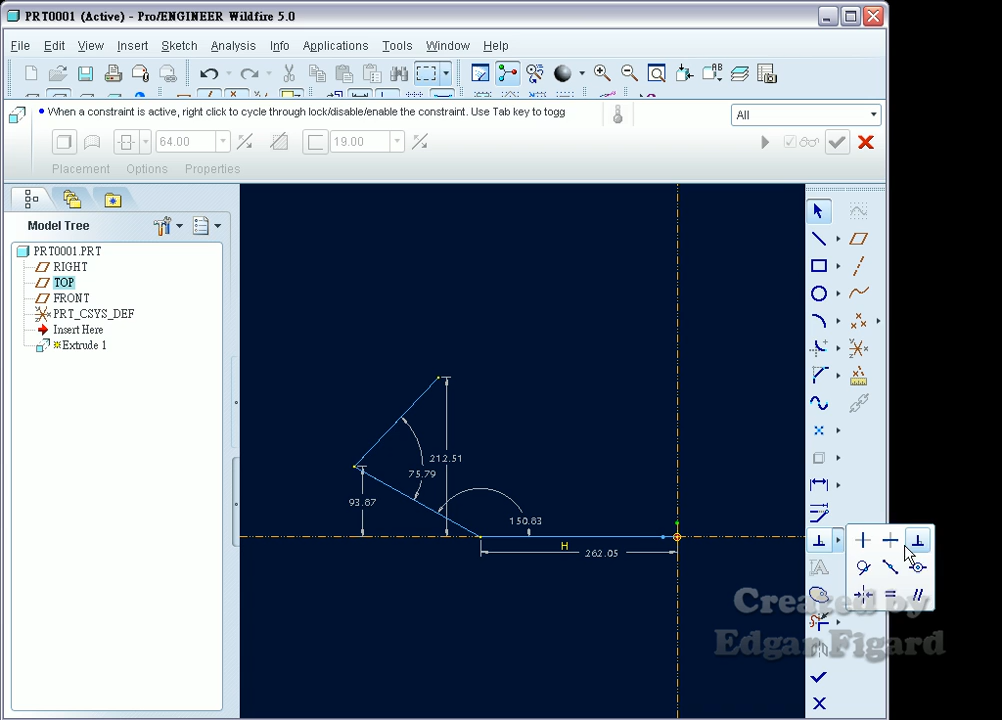 PRT0001 (Active) - Pro/ENGINEER Wildfire 5.0
File Edit View Insert Sketch Analysis Info Applications Tools Window Help
When a constraint is active, right click to cycle through lock/disable/enable the constraint. Use Tab key to togg
All
64.00
19.00
Placement Options Properties
Model Tree
PRT0001.PRT
RIGHT
TOP
FRONT
PRT_CSYS_DEF
Insert Here
Extrude 1
212.51
75.79
93.87
150.83
H
262.05
Created by
Edgar Figard